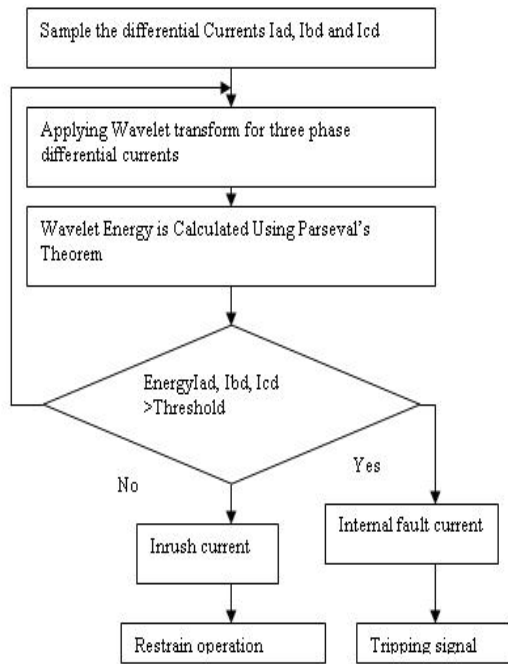 Sample the differential Currents Iad, Ibd and Icd
Applying Wavelet transform for three phase
differential currents
Wavelet Energy is Calculated Using Parseval's
Theorem
EnergyIad, Ibd, Icd
>Threshold
Yes
No
Internal fault current
Inrush current
Restrain operation
Tripping signal